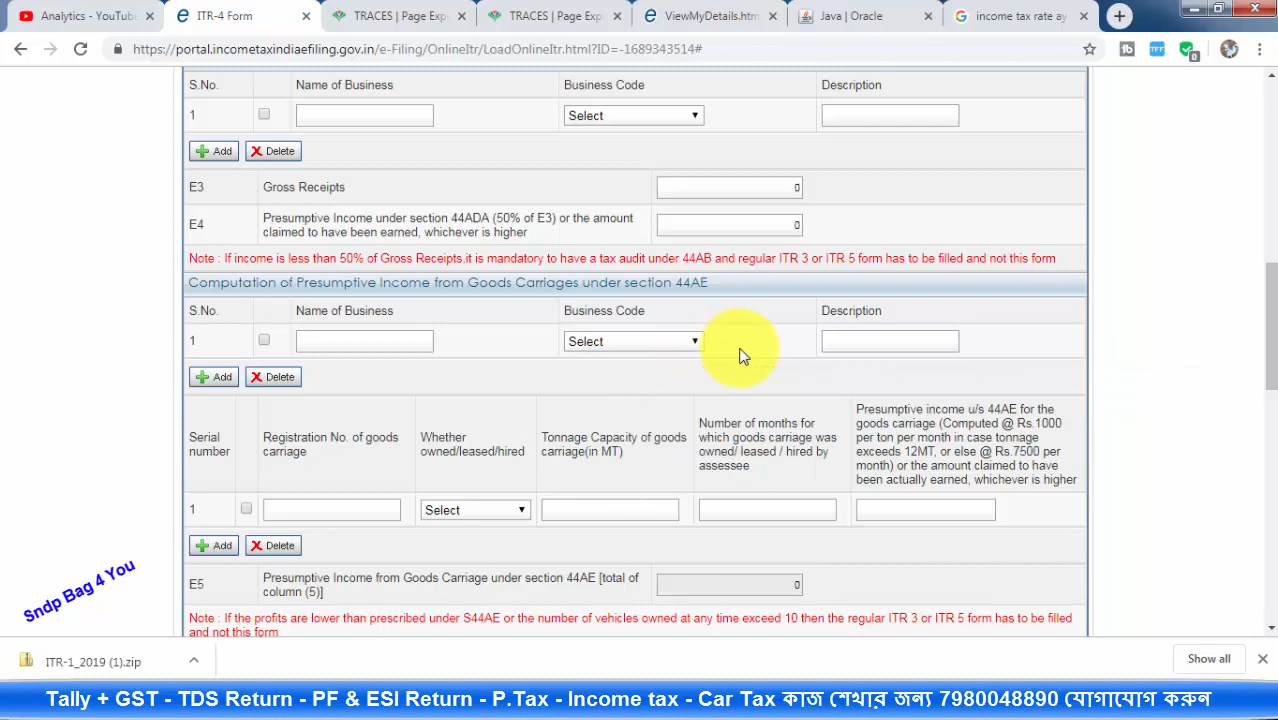 Analytics - YouTube
ITR-4 Form
TRACES | Page Exp
TRACES | Page Exp
ViewMyDetails.htm
Java | Oracle
income tax rate ay
https://portal.incometaxindiaefiling.gov.in/e-Filing/OnlineItr/LoadOnlineItr.html?ID=-1689343514#
S.No. Name of Business Business Code Description
1 Select
Add Delete
E3 Gross Receipts 0
E4 Presumptive Income under section 44ADA (50% of E3) or the amount
claimed to have been earned, whichever is higher 0
Note : If income is less than 50% of Gross Receipts,it is mandatory to have a tax audit under 44AB and regular ITR 3 or ITR 5 form has to be filled and not this form
Computation of Presumptive Income from Goods Carriages under section 44AE
S.No. Name of Business Business Code Description
1 Select
Add Delete
Serial
number
Registration No. of goods
carriage
Whether
owned/leased/hired
Tonnage Capacity of goods
carriage(in MT)
Number of months for
which goods carriage was
owned/ leased / hired by
assessee
Presumptive income u/s 44AE for the
goods carriage (Computed @ Rs.1000
per ton per month in case tonnage
exceeds 12MT, or else @ Rs.7500 per
month) or the amount claimed to have
been actually earned, whichever is higher
1 Select
Add Delete
E5 Presumptive Income from Goods Carriage under section 44AE [total of
column (5)] 0
Note : If the profits are lower than prescribed under S44AE or the number of vehicles owned at any time exceed 10 then the regular ITR 3 or ITR 5 form has to be filled
and not this form
Sndp Bag 4 You
ITR-1_2019 (1).zip
Show all
Tally + GST - TDS Return - PF & ESI Return - P.Tax - Income tax - Car Tax কাজ শেখার জন্য 7980048890 যোগাযোগ করুন